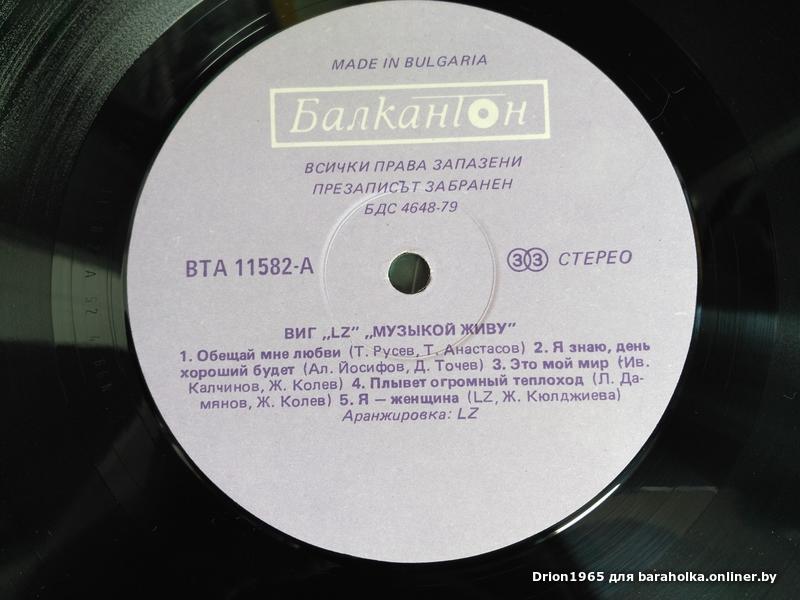 MADE IN BULGARIA
Балкантон
ВСИЧКИ ПРАВА ЗАПАЗЕНИ
ПРЕЗАПИСЪТ ЗАБРАНЕН
БДС 4648-79
ВТА 11582-А
33 СТЕРЕО
ВИГ „LZ” „МУЗЫКОЙ ЖИВУ”
1. Обещай мне любви (Т. Русев, Т. Анастасов) 2. Я знаю, день
хороший будет (Ал. Йосифов, Д. Точев) 3. Это мой мир (Ив.
Калчинов, Ж. Колев) 4. Плывет огромный теплоход (Л. Да-
мянов, Ж. Колев) 5. Я — женщина (LZ, Ж. Кюлджиева)
Аранжировка: LZ
Drion1965 для baraholka.onliner.by